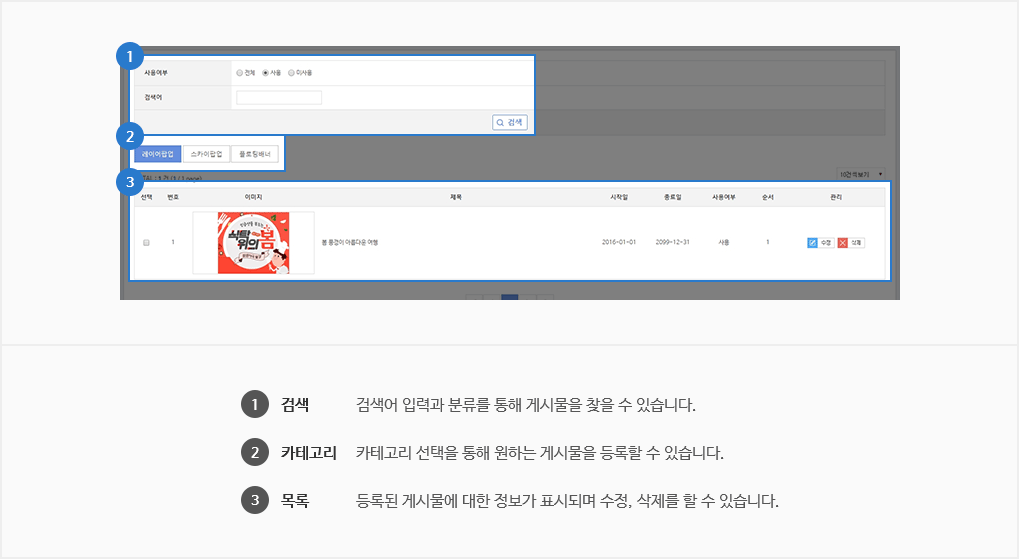 1
사용여부 전체 사용 미사용
검색어
검색
2
레이어팝업 스카이팝업 플로팅배너
3
10건씩보기
선택 번호 이미지 제목 시작일 종료일 사용여부 순서 관리
식탁
위의 봄
1 봄 풍경이 아름다운 여행 2016-01-01 2099-12-31 사용 1 수정 삭제
1 검색 검색어 입력과 분류를 통해 게시물을 찾을 수 있습니다.
2 카테고리 카테고리 선택을 통해 원하는 게시물을 등록할 수 있습니다.
3 목록 등록된 게시물에 대한 정보가 표시되며 수정, 삭제를 할 수 있습니다.